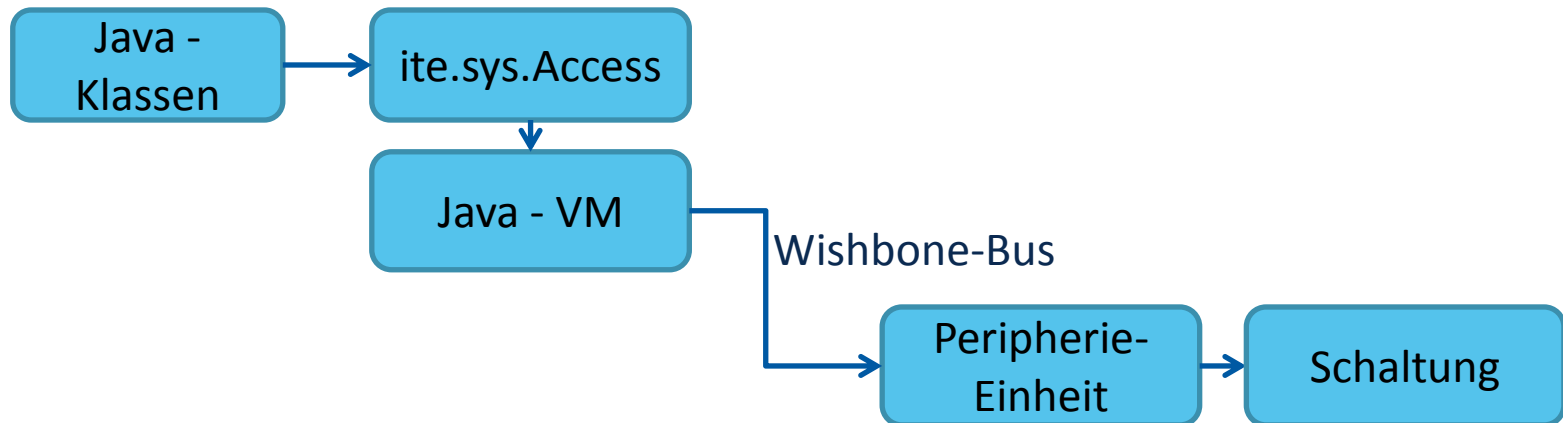 Java -
Klassen
ite.sys.Access
Java - VM
Wishbone-Bus
Peripherie-
Einheit
Schaltung